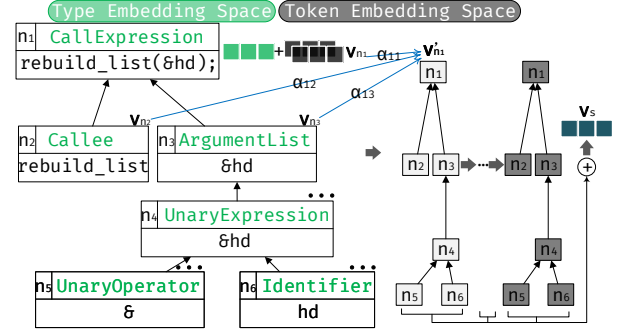 Type Embedding Space
Token Embedding Space
n1 CallExpression
rebuild_list(&hd);
+
Vn1
α11
V'n1
α12
α13
Vn2
Vn3
n2 Callee
rebuild_list
n3 ArgumentList
&hd
n4 UnaryExpression
&hd
n5 UnaryOperator
&
n6 Identifier
hd
n1
n2
n3
n4
n5
n6
n1
n2
n3
n4
n5
n6
Vs
+